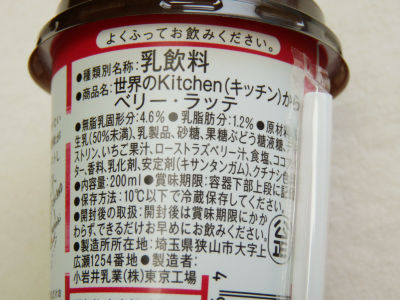 よくふってお飲みください。
●種類別名称:乳飲料
●商品名:世界のKitchen(キッチン)から
ベリー・ラッテ
●無脂乳固形分:4.6% ●乳脂肪分:1.2% ●原材料
生乳(50%未満)、乳製品、砂糖、果糖ぶどう糖液糖、
ストリン、いちご果汁、ローストラズベリー汁、食塩、ココア
ター、香料、乳化剤、安定剤(キサンタンガム)、クチナシ色
●内容量:200ml ●賞味期限:容器下部上段に記
●保存方法:10℃以下で冷蔵保存してください。
●開封後の取扱:開封後は賞味期限にかか
わらず、できるだけ早めにお飲みください。
●製造所所在地:埼玉県狭山市大字上
広瀬1254番地 ●製造者:
小岩井乳業(株)東京工場
公正
4